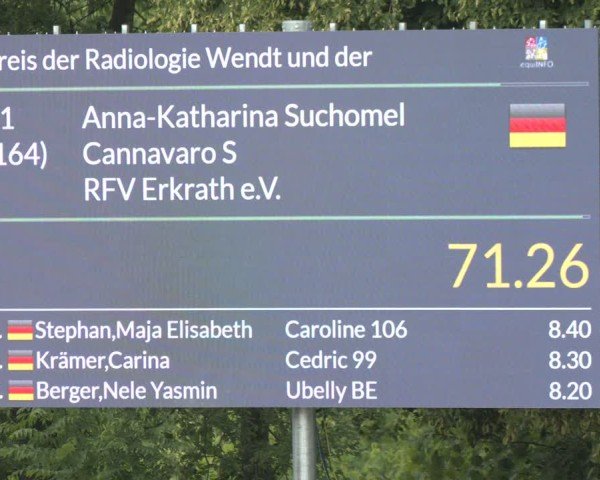 reis der Radiologie Wendt und der
equiNFO
1 Anna-Katharina Suchomel
164) Cannavaro S
RFV Erkrath e.V.
71.26
Stephan,Maja Elisabeth Caroline 106 8.40
Krämer,Carina Cedric 99 8.30
Berger,Nele Yasmin Ubelly BE 8.20